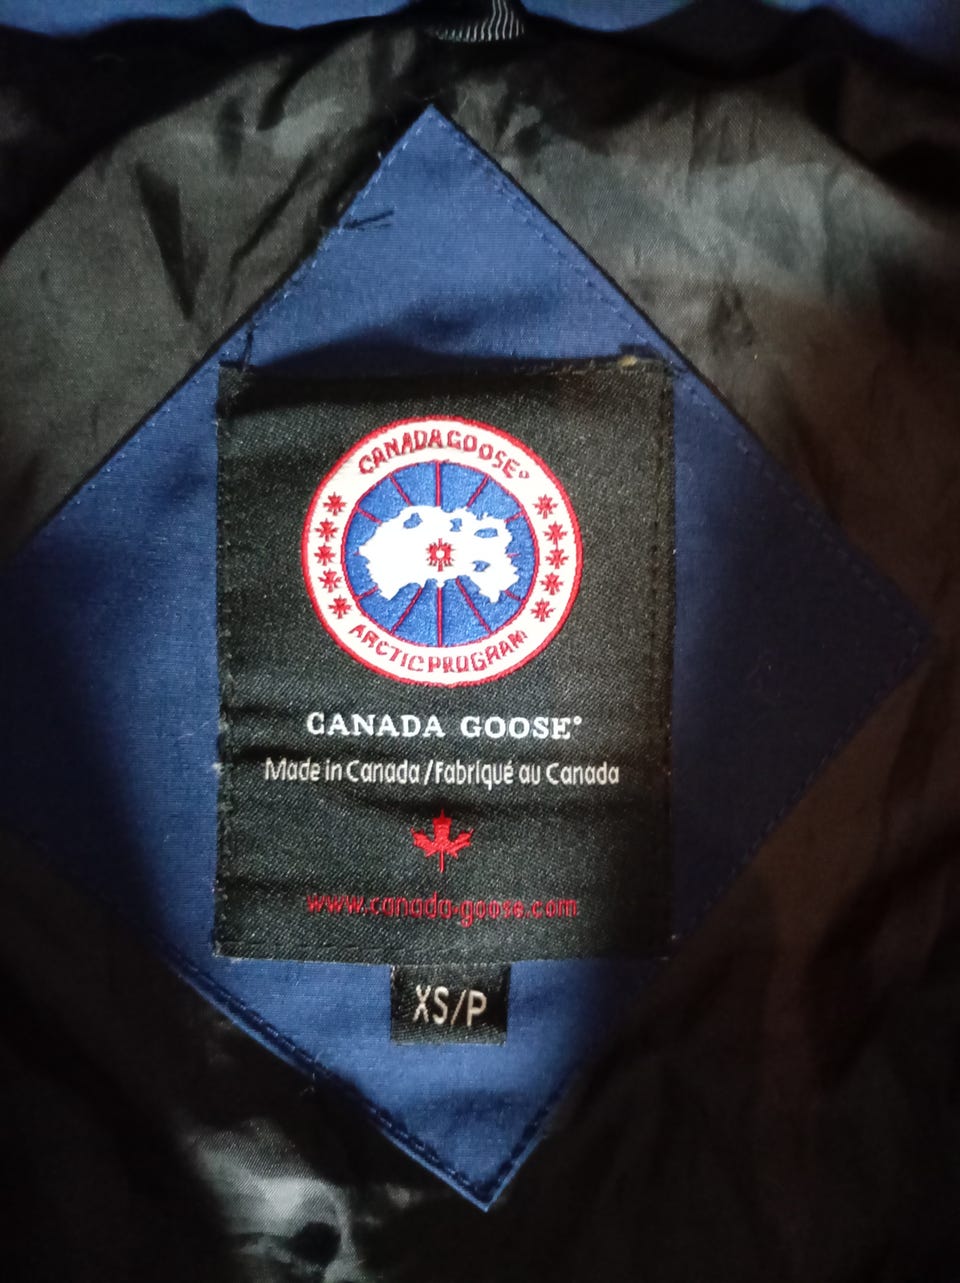 CANADA GOOSE®
ARCTIC PROGRAM
CANADA GOOSE®
Made in Canada/Fabriqué au Canada
www.canada-goose.com
XS/P